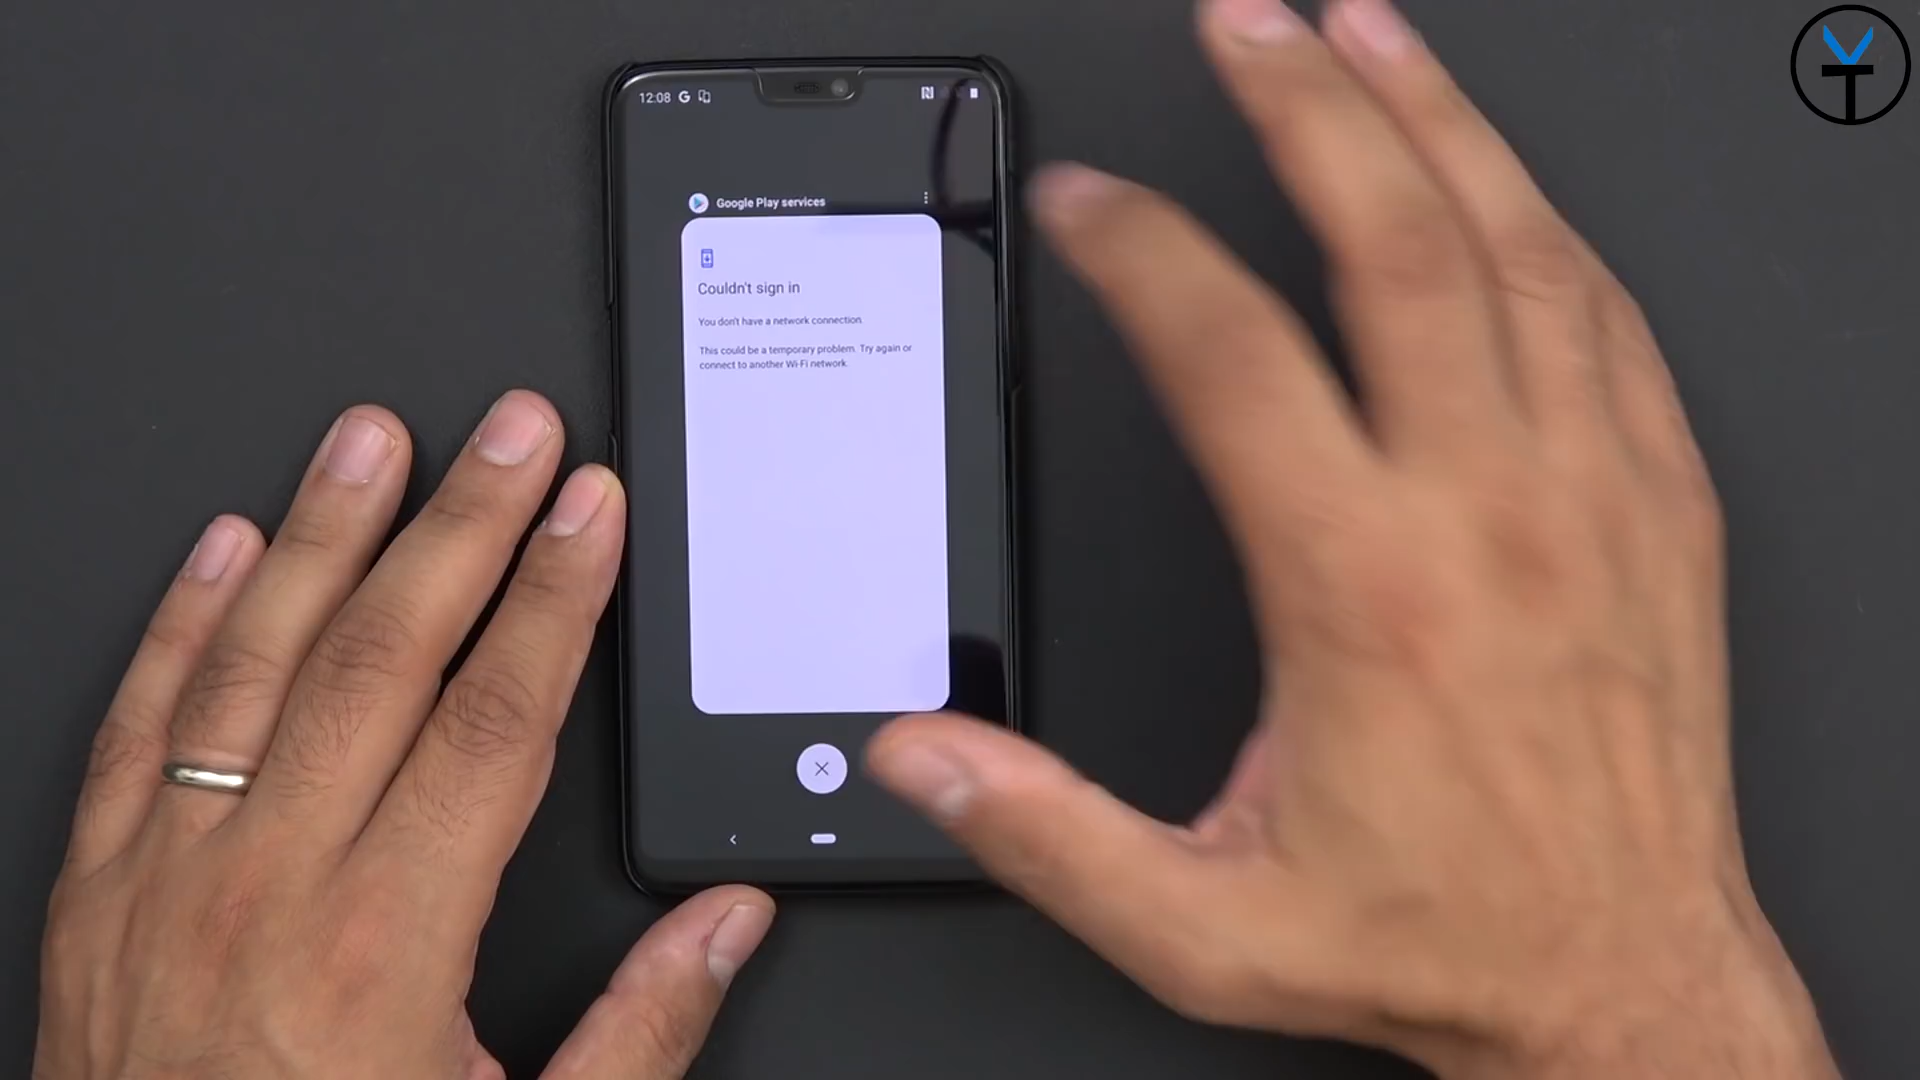 12:08 G
Google Play services
Couldn't sign in
You don't have a network connection.
This could be a temporary problem. Try again or
connect to another Wi-Fi network.